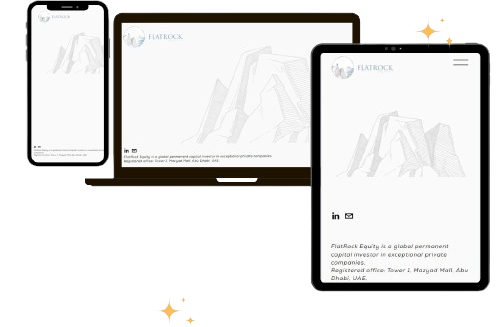 FLATROCK
FLATROCK
FlatRock Equity is a global permanent capital investor in exceptional private companies.
Registered office: Tower 1, Mazyad Mall, Abu Dhabi, UAE.
FLATROCK
in
FlatRock Equity is a global permanent
capital investor in exceptional private
companies.
Registered office: Tower 1, Mazyad Mall, Abu
Dhabi, UAE.